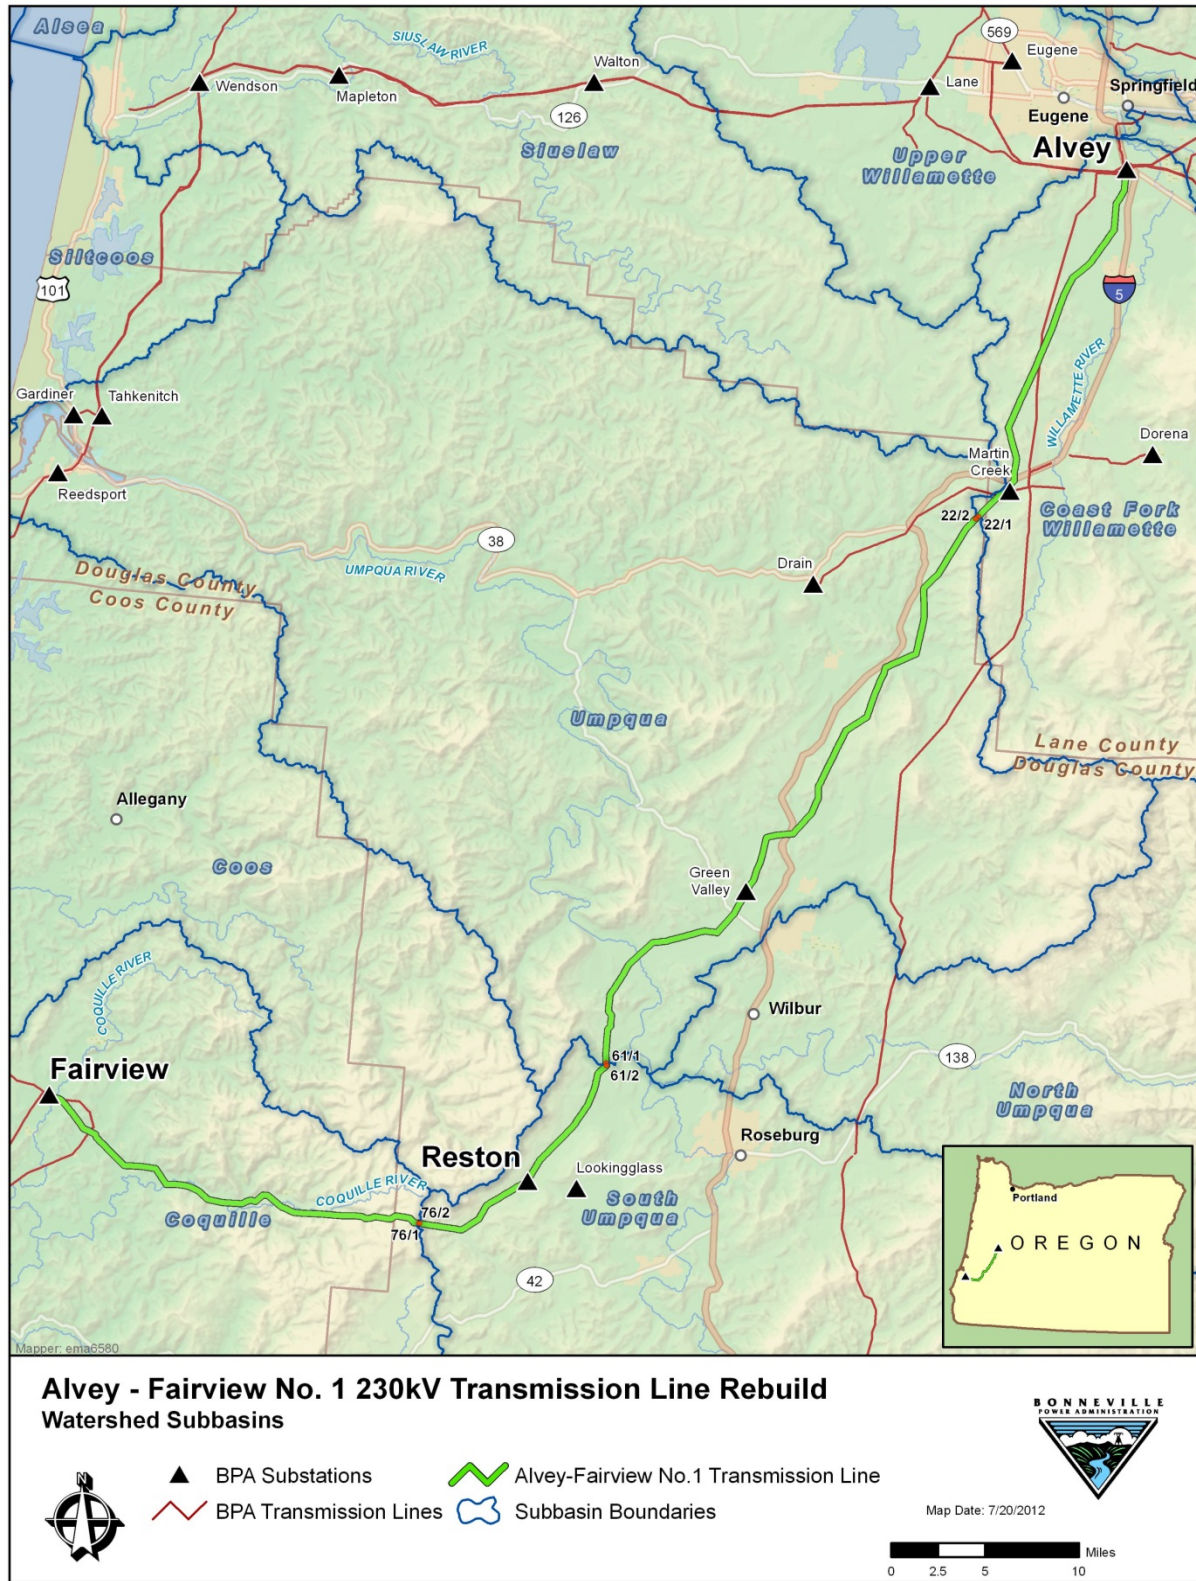 Alsea
SIUSLAW RIVER
569
Eugene
Wendson
Mapleton
Walton
Lane
Springfield
Eugene
126
Alvey
Siuslaw
Upper
Willamette
Siltcoos
101
5
WILLAMETTE RIVER
Gardiner
Tahkenitch
Reedsport
Martin
Creek
Dorena
Coast Fork
Willamette
22/2
22/1
38
UMPQUA RIVER
Drain
Douglas County
Coos County
Umpqua
Lane County
Douglas County
Allegany
Coos
Green
Valley
COQUILLE RIVER
Wilbur
Fairview
61/1
61/2
138
North
Umpqua
Roseburg
Reston
Lookingglass
South
Umpqua
COQUILLE RIVER
Coquille
76/2
76/1
42
Portland
OREGON
Mapper: ema6580
Alvey - Fairview No. 1 230kV Transmission Line Rebuild
Watershed Subbasins
BONNEVILLE
POWER ADMINISTRATION
N
BPA Substations
Alvey-Fairview No.1 Transmission Line
BPA Transmission Lines
Subbasin Boundaries
Map Date: 7/20/2012
Miles
0 2.5 5 10